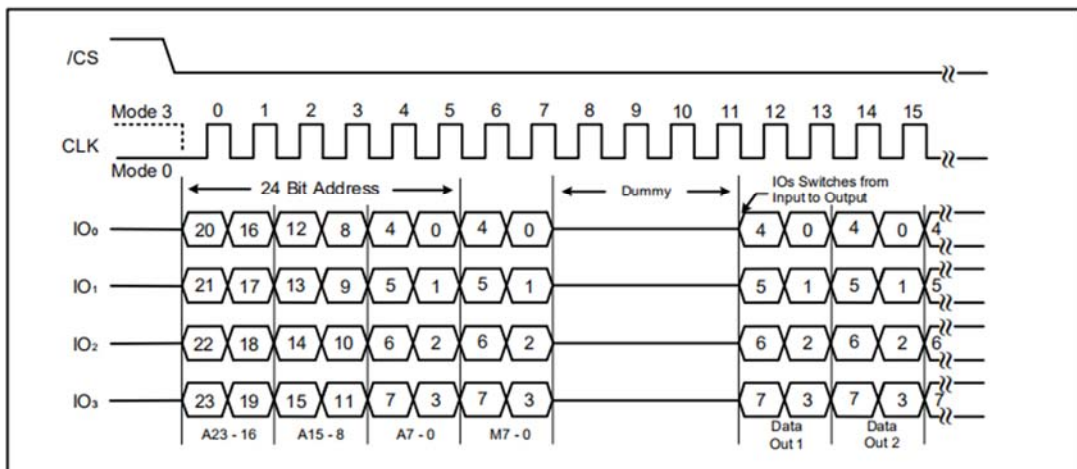 /CS
Mode 3 0 1 2 3 4 5 6 7 8 9 10 11 12 13 14 15
CLK
Mode 0
24 Bit Address
Dummy
IOs Switches from
Input to Output
IO₀ 20 16 12 8 4 0 4 0 4 0 4 0 4
IO₁ 21 17 13 9 5 1 5 1 5 1 5 1 5
IO₂ 22 18 14 10 6 2 6 2 6 2 6 2 6
IO₃ 23 19 15 11 7 3 7 3 7 3 7 3 7
A23 - 16 A15 - 8 A7 - 0 M7 - 0
Data
Out 1
Data
Out 2